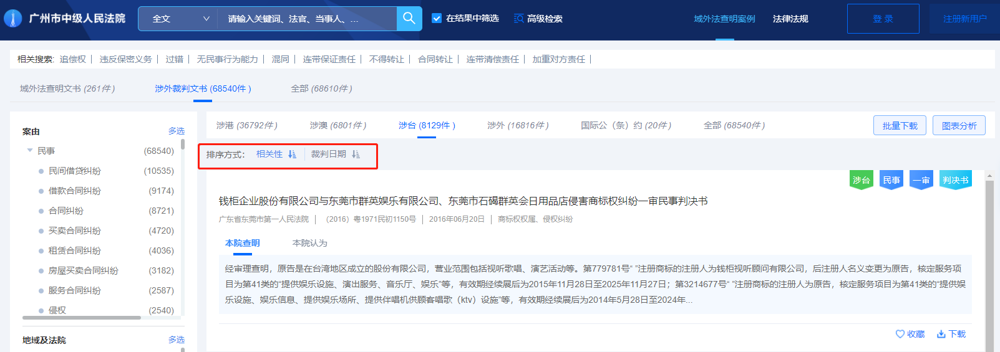 广州市中级人民法院 全文 请输入关键词、法官、当事人、... 在结果中筛选 高级检索 域外法查明案例 法律法规 登 录 注册新用户
相关搜索: 追偿权 | 违反保密义务 | 过错 | 无民事行为能力 | 混同 | 连带保证责任 | 不得转让 | 合同转让 | 连带清偿责任 | 加重对方责任 |
域外法查明文书 (261件 ) 涉外裁判文书 (68540件 ) 全部 (68610件 )
案由 多选
民事 (68540)
民间借贷纠纷 (10535)
借款合同纠纷 (9174)
合同纠纷 (8721)
买卖合同纠纷 (4720)
租赁合同纠纷 (4036)
房屋买卖合同纠纷 (3182)
服务合同纠纷 (2587)
侵权 (2540)
地域及法院 多选
涉港 (36792件 ) 涉澳 (6801件 ) 涉台 (8129件 ) 涉外 (16816件 ) 国际公（条）约 (20件 ) 全部 (68540件 ) 批量下载 图表分析
排序方式： 相关性 裁判日期
涉台 民事 一审 判决书
钱柜企业股份有限公司与东莞市群英娱乐有限公司、东莞市石碣群英会日用品店侵害商标权纠纷一审民事判决书
广东省东莞市第一人民法院 | （2016）粤1971民初1150号 | 2016年06月20日 | 商标权权属、侵权纠纷
本院查明 本院认为
经审理查明，原告是在台湾地区成立的股份有限公司，营业范围包括视听歌唱、演艺活动等。第779781号“ ”注册商标的注册人为钱柜视听顾问有限公司，后注册人名义变更为原告，核定服务项
目为第41类的“提供娱乐设施、演出服务、音乐厅、娱乐”等，有效期经续展后为2015年11月28日至2025年11月27日；第3214677号“ ”注册商标的注册人为原告，核定服务项目为第41类的“提供娱
乐设施、娱乐信息、提供娱乐场所、提供伴唱机供顾客唱歌（ktv）设施”等，有效期经续展后为2014年5月28日至2024年...
收藏 下载